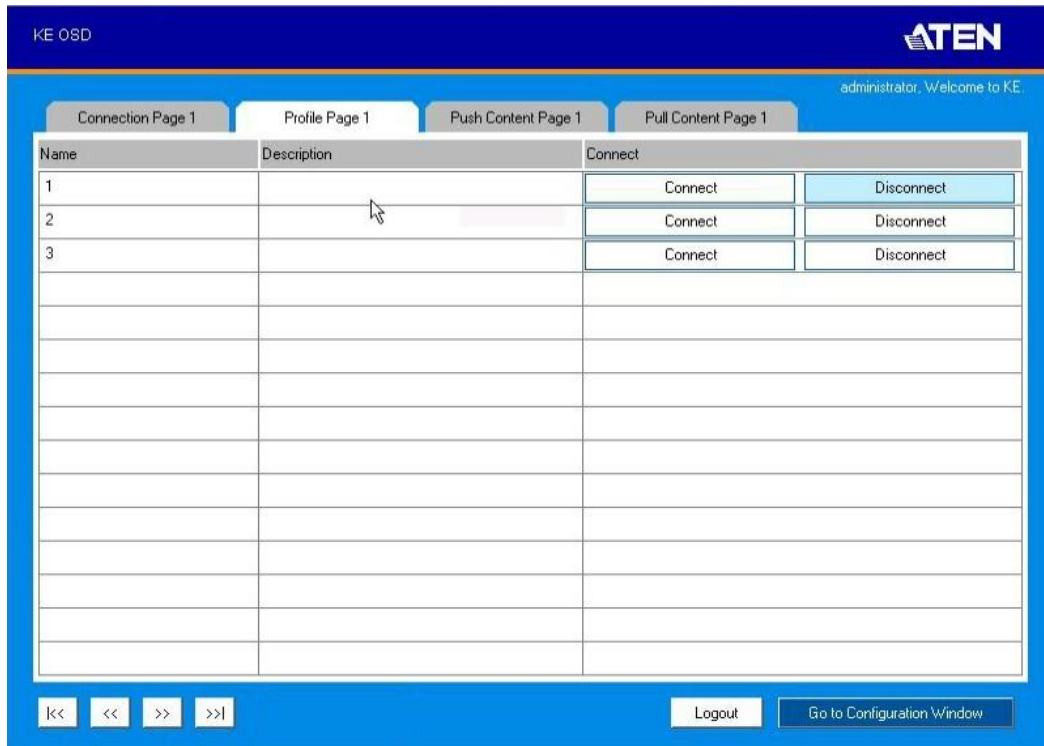 KE OSD
ATEN
administrator, Welcome to KE.
Connection Page 1 Profile Page 1 Push Content Page 1 Pull Content Page 1
Name Description Connect
1 Connect Disconnect
2 Connect Disconnect
3 Connect Disconnect
|<< << >> >>| Logout Go to Configuration Window